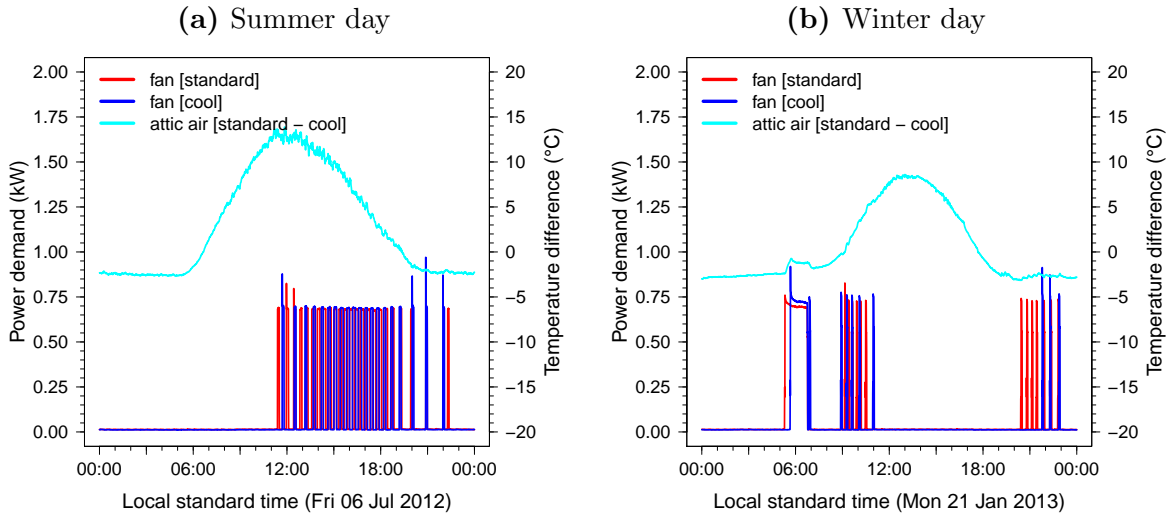 (a) Summer day
fan [standard]
fan [cool]
attic air [standard − cool]
2.00
1.75
1.50
1.25
1.00
0.75
0.50
0.25
0.00
Power demand (kW)
20
15
10
5
0
−5
−10
−15
−20
Temperature difference (°C)
00:00 06:00 12:00 18:00 00:00
Local standard time (Fri 06 Jul 2012)
(b) Winter day
fan [standard]
fan [cool]
attic air [standard − cool]
2.00
1.75
1.50
1.25
1.00
0.75
0.50
0.25
0.00
Power demand (kW)
20
15
10
5
0
−5
−10
−15
−20
Temperature difference (°C)
00:00 06:00 12:00 18:00 00:00
Local standard time (Mon 21 Jan 2013)